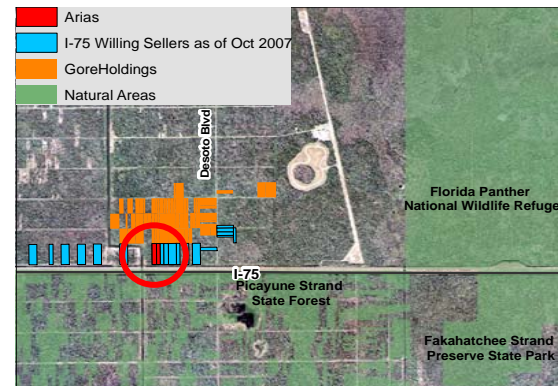 Arias
I-75 Willing Sellers as of Oct 2007
GoreHoldings
Natural Areas
Desoto Blvd
Florida Panther
National Wildlife Refuge
I-75
Picayune Strand
State Forest
Fakahatchee Strand
Preserve State Park